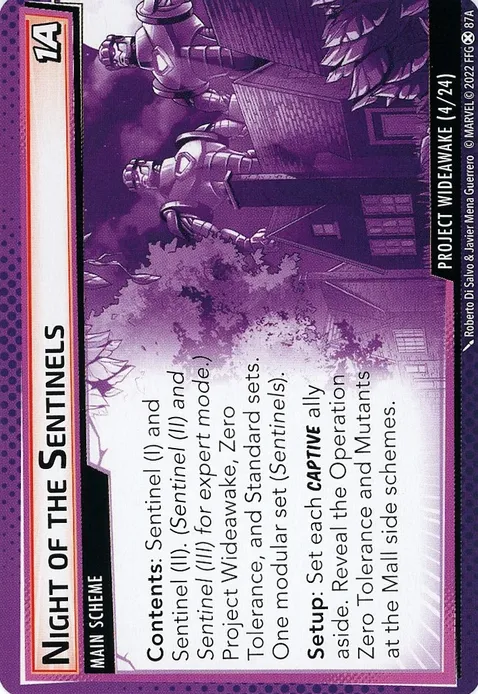 NIGHT OF THE SENTINELS
1A
MAIN SCHEME
Contents: Sentinel (I) and
Sentinel (II). (Sentinel (II) and
Sentinel (III) for expert mode.)
Project Wideawake, Zero
Tolerance, and Standard sets.
One modular set (Sentinels).
Setup: Set each CAPTIVE ally
aside. Reveal the Operation
Zero Tolerance and Mutants
at the Mall side schemes.
PROJECT WIDEAWAKE (4/24)
Roberto Di Salvo & Javier Mena Guerrero © MARVEL © 2022 FFG 87A